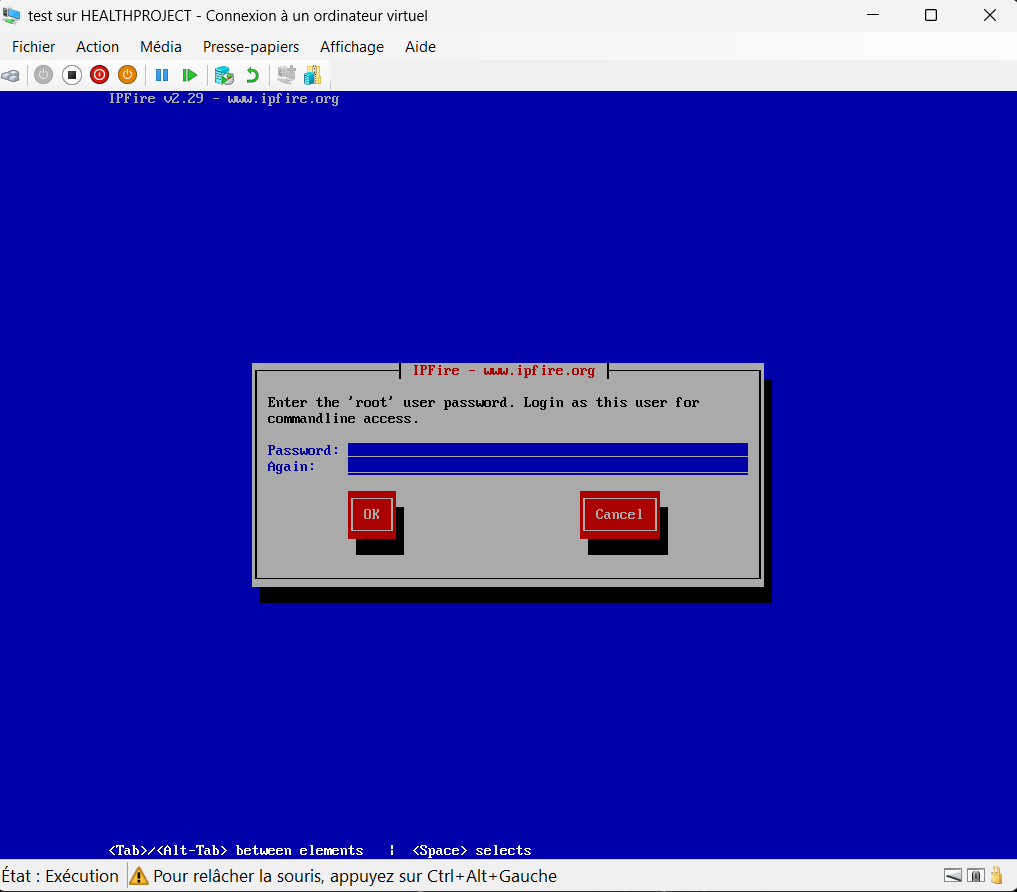 test sur HEALTHPROJECT - Connexion à un ordinateur virtuel
Fichier Action Média Presse-papiers Affichage Aide
IPFire v2.29 - www.ipfire.org
IPFire - www.ipfire.org
Enter the 'root' user password. Login as this user for
commandline access.
Password:
Again:
OK Cancel
<Tab>/<Alt-Tab> between elements | <Space> selects
État : Exécution Pour relâcher la souris, appuyez sur Ctrl+Alt+Gauche